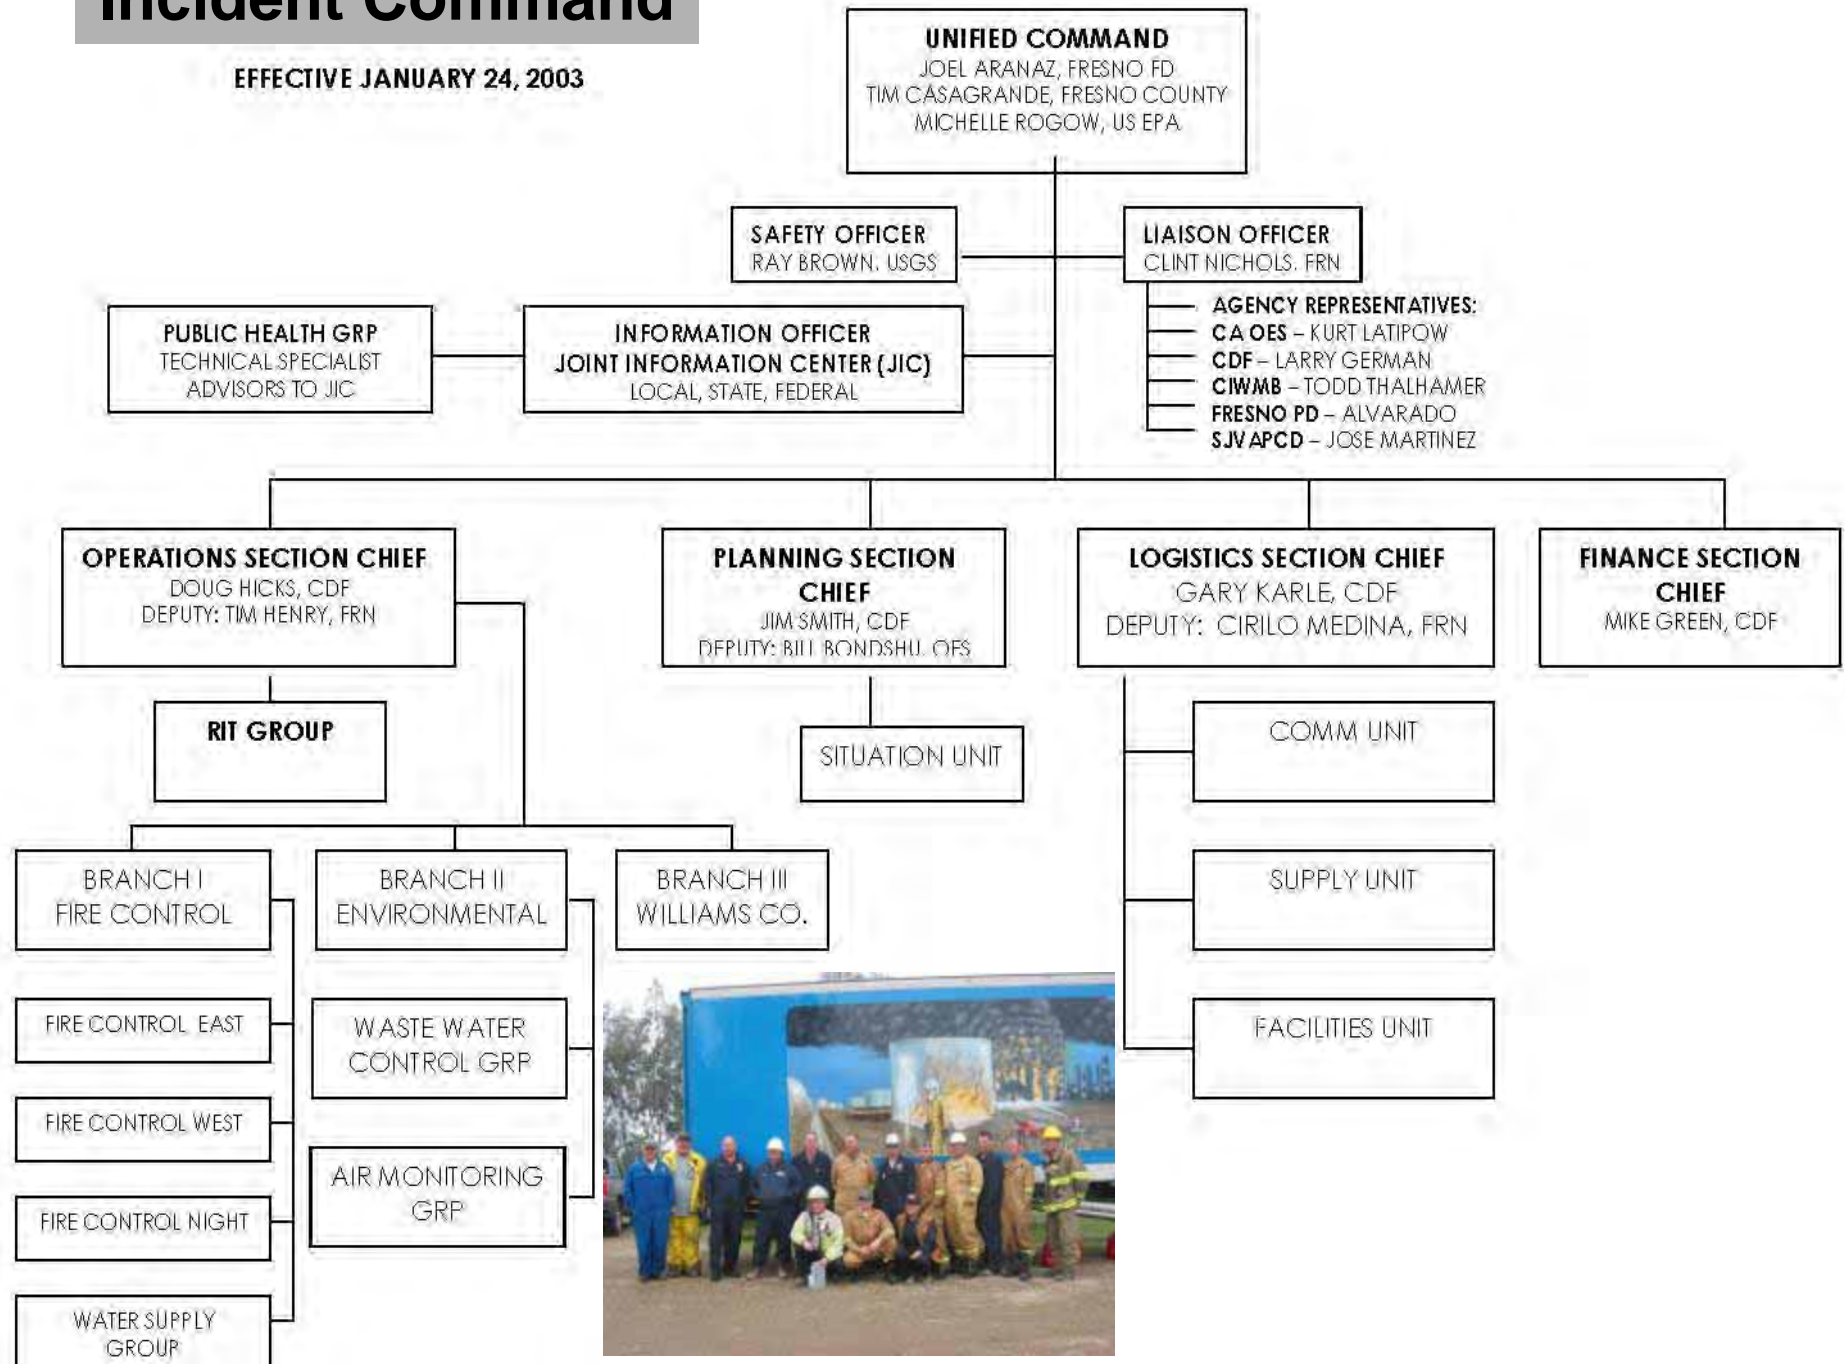 Incident Command
EFFECTIVE JANUARY 24, 2003
UNIFIED COMMAND
JOEL ARANAZ, FRESNO FD
TIM CASAGRANDE, FRESNO COUNTY
MICHELLE ROGOW, US EPA
SAFETY OFFICER
RAY BROWN. USGS
LIAISON OFFICER
CLINT NICHOLS. FRN
AGENCY REPRESENTATIVES:
CA OES – KURT LATIPOW
CDF – LARRY GERMAN
CIWMB – TODD THALHAMER
FRESNO PD – ALVARADO
SJVAPCD – JOSE MARTINEZ
PUBLIC HEALTH GRP
TECHNICAL SPECIALIST
ADVISORS TO JIC
INFORMATION OFFICER
JOINT INFORMATION CENTER (JIC)
LOCAL, STATE, FEDERAL
OPERATIONS SECTION CHIEF
DOUG HICKS, CDF
DEPUTY: TIM HENRY, FRN
PLANNING SECTION
CHIEF
JIM SMITH, CDF
DEPUTY: BILL BONDSHU, OES
LOGISTICS SECTION CHIEF
GARY KARLE, CDF
DEPUTY: CIRILO MEDINA, FRN
FINANCE SECTION
CHIEF
MIKE GREEN, CDF
RIT GROUP
SITUATION UNIT
COMM UNIT
SUPPLY UNIT
FACILITIES UNIT
BRANCH I
FIRE CONTROL
BRANCH II
ENVIRONMENTAL
BRANCH III
WILLIAMS CO.
FIRE CONTROL EAST
FIRE CONTROL WEST
FIRE CONTROL NIGHT
WATER SUPPLY
GROUP
WASTE WATER
CONTROL GRP
AIR MONITORING
GRP